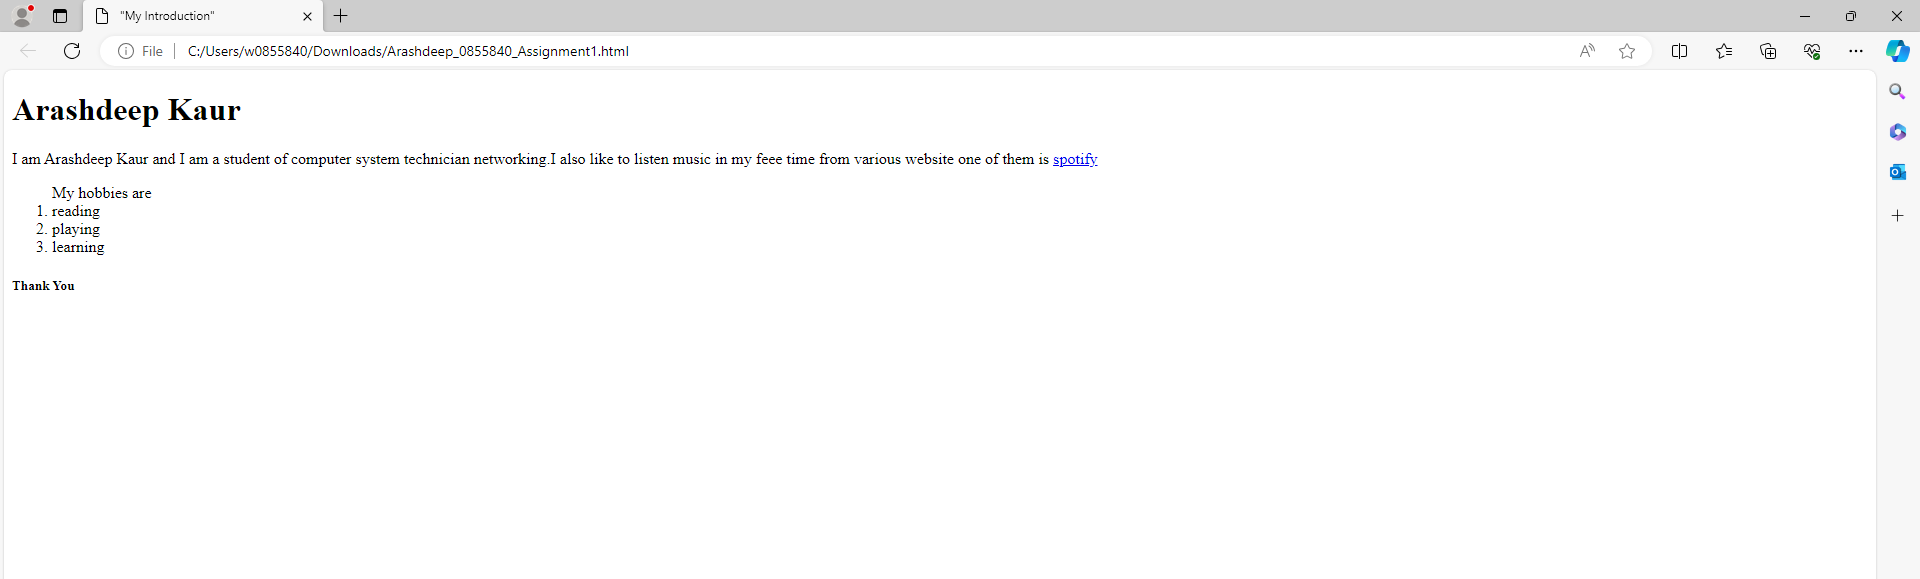 "My Introduction"
File C:/Users/w0855840/Downloads/Arashdeep_0855840_Assignment1.html
Arashdeep Kaur
I am Arashdeep Kaur and I am a student of computer system technician networking.I also like to listen music in my feee time from various website one of them is spotify
My hobbies are
1. reading
2. playing
3. learning
Thank You